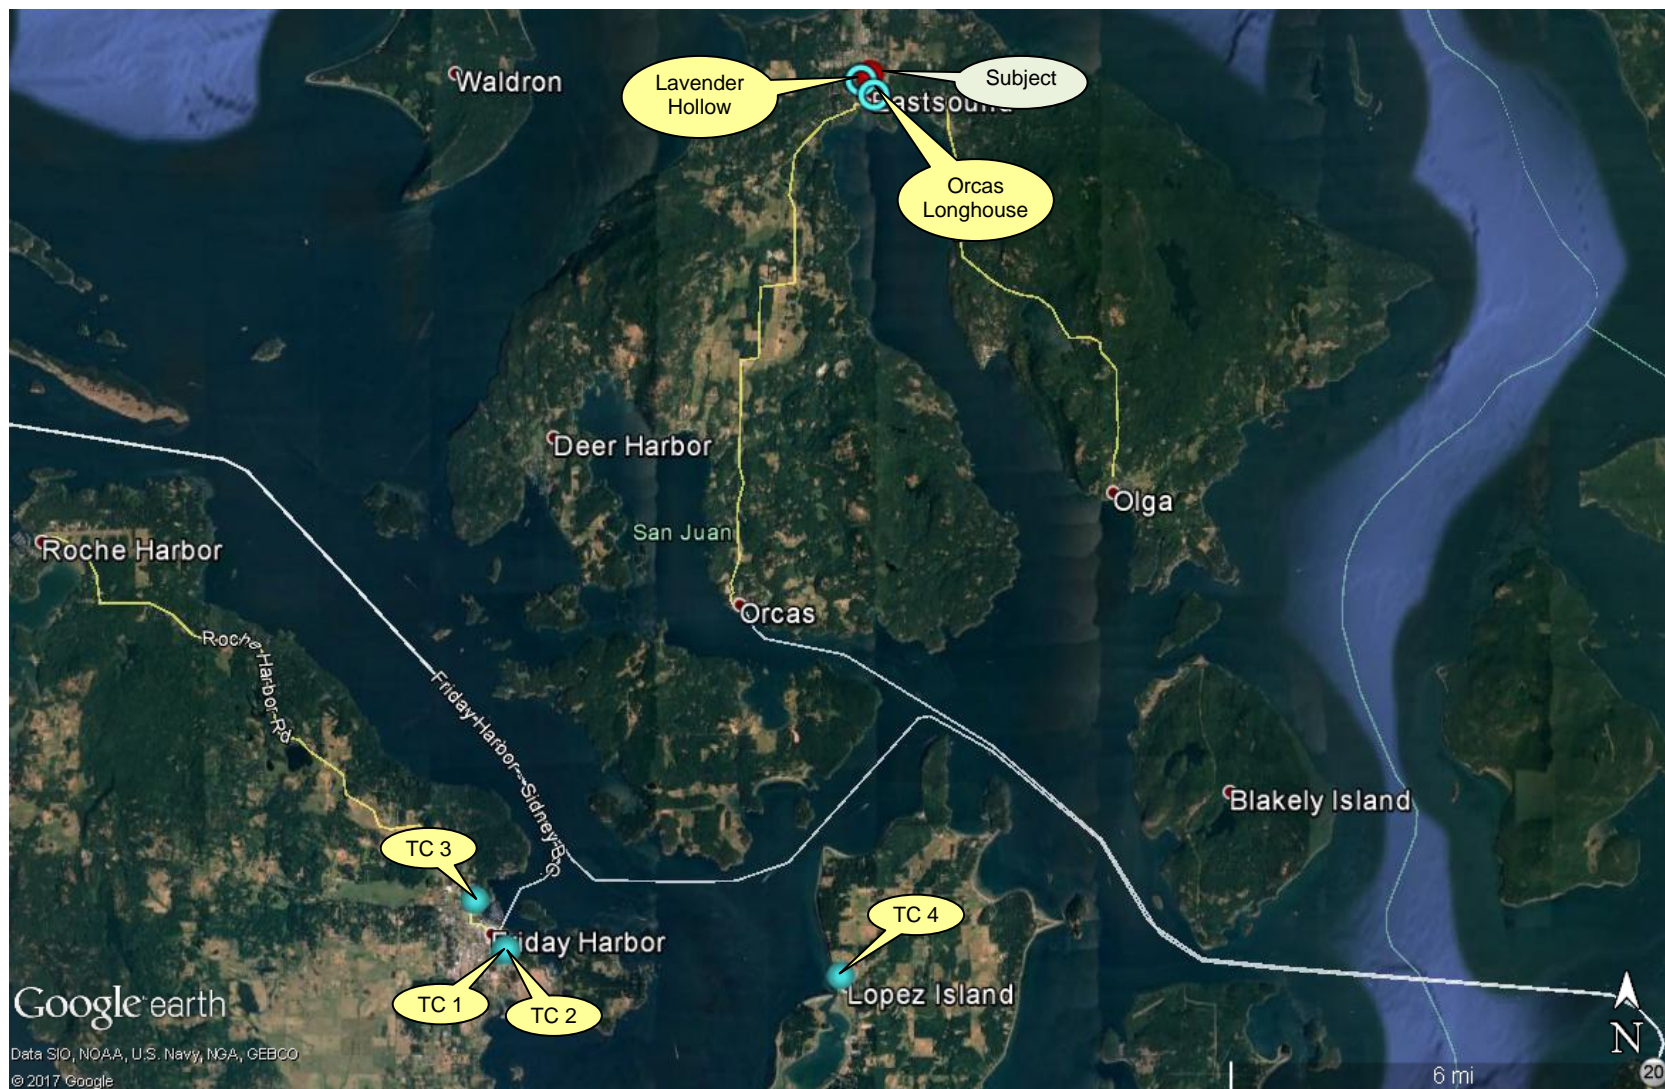 Waldron
Lavender
Hollow
Subject
Eastsound
Orcas
Longhouse
Deer Harbor
Olga
San Juan
Roche Harbor
Orcas
Roche Harbor Rd
Friday Harbor - Sidney B.C
Blakely Island
TC 3
TC 4
Friday Harbor
TC 1
TC 2
Lopez Island
Google earth
N
Data SIO, NOAA, U.S. Navy, NGA, GEBCO
© 2017 Google
6 mi
20